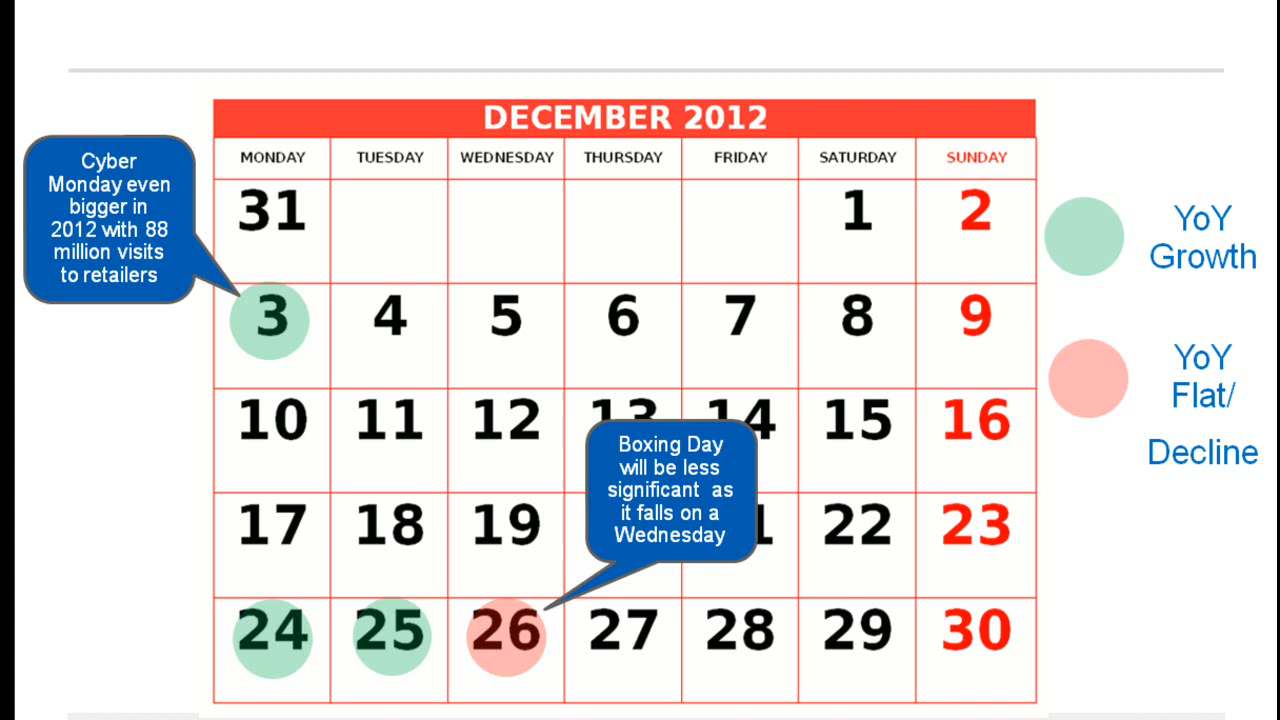 DECEMBER 2012
MONDAY TUESDAY WEDNESDAY THURSDAY FRIDAY SATURDAY SUNDAY
31 1 2
3 4 5 6 7 8 9
10 11 12 13 14 15 16
17 18 19 22 23
24 25 26 27 28 29 30
Cyber
Monday even
bigger in
2012 with 88
million visits
to retailers
Boxing Day
will be less
significant as
it falls on a
Wednesday
YoY
Growth
YoY
Flat/
Decline